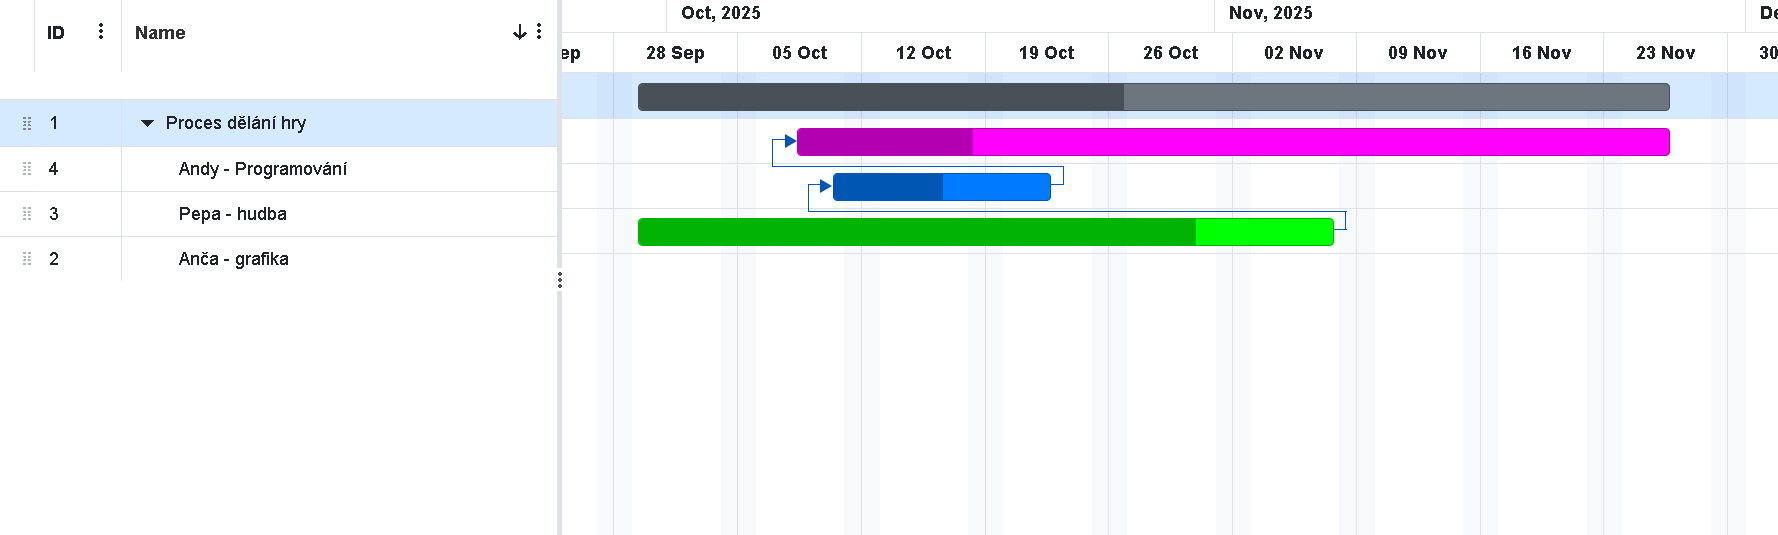 ID Name
Oct, 2025 Nov, 2025 De
ep 28 Sep 05 Oct 12 Oct 19 Oct 26 Oct 02 Nov 09 Nov 16 Nov 23 Nov 30
1 Proces dělání hry
4 Andy - Programování
3 Pepa - hudba
2 Anča - grafika